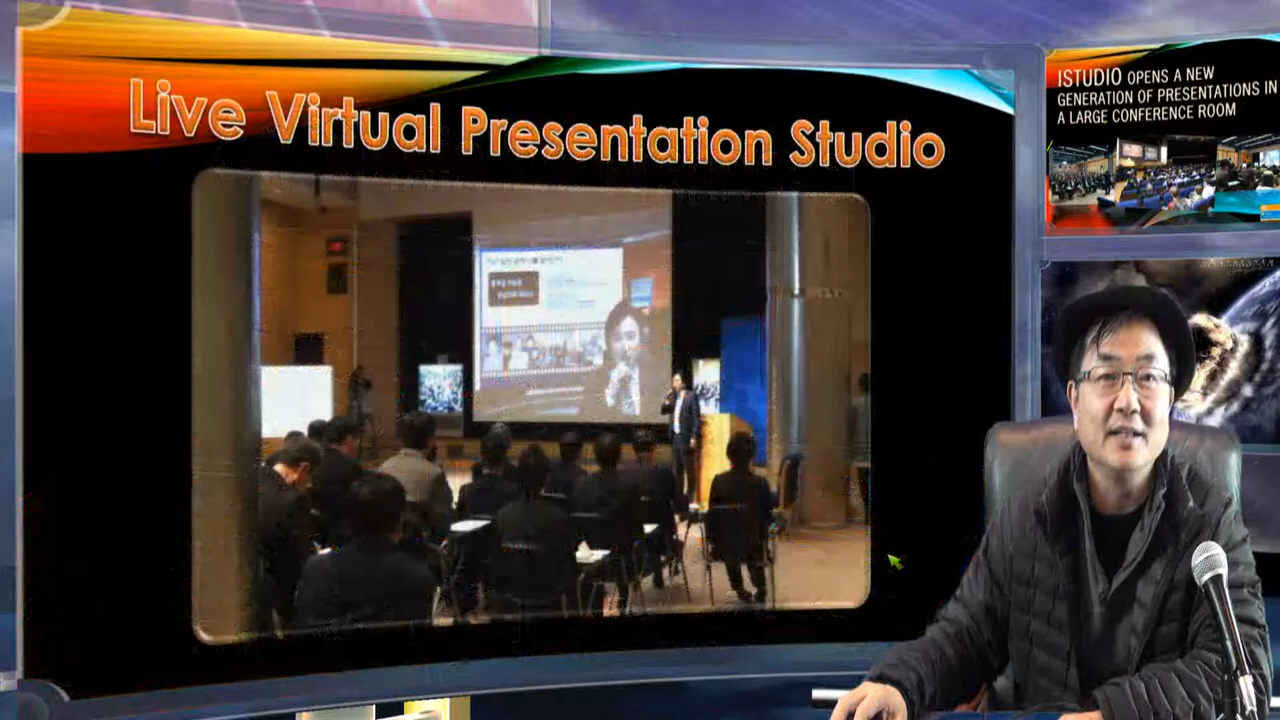 Live Virtual Presentation Studio
ISTUDIO OPENS A NEW
GENERATION OF PRESENTATIONS IN
A LARGE CONFERENCE ROOM